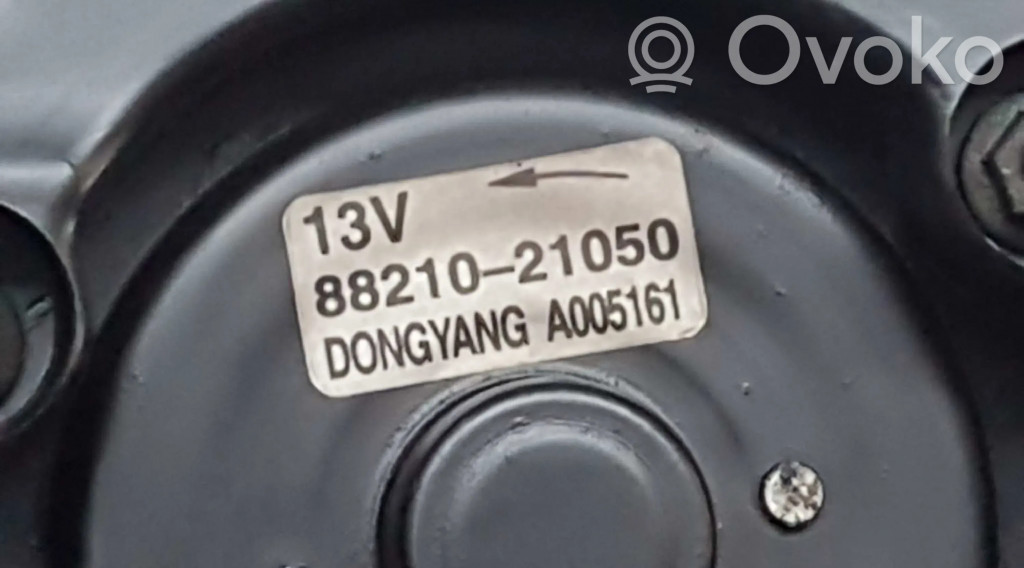 Ovoko
13V
88210-21050
DONGYANG A005161